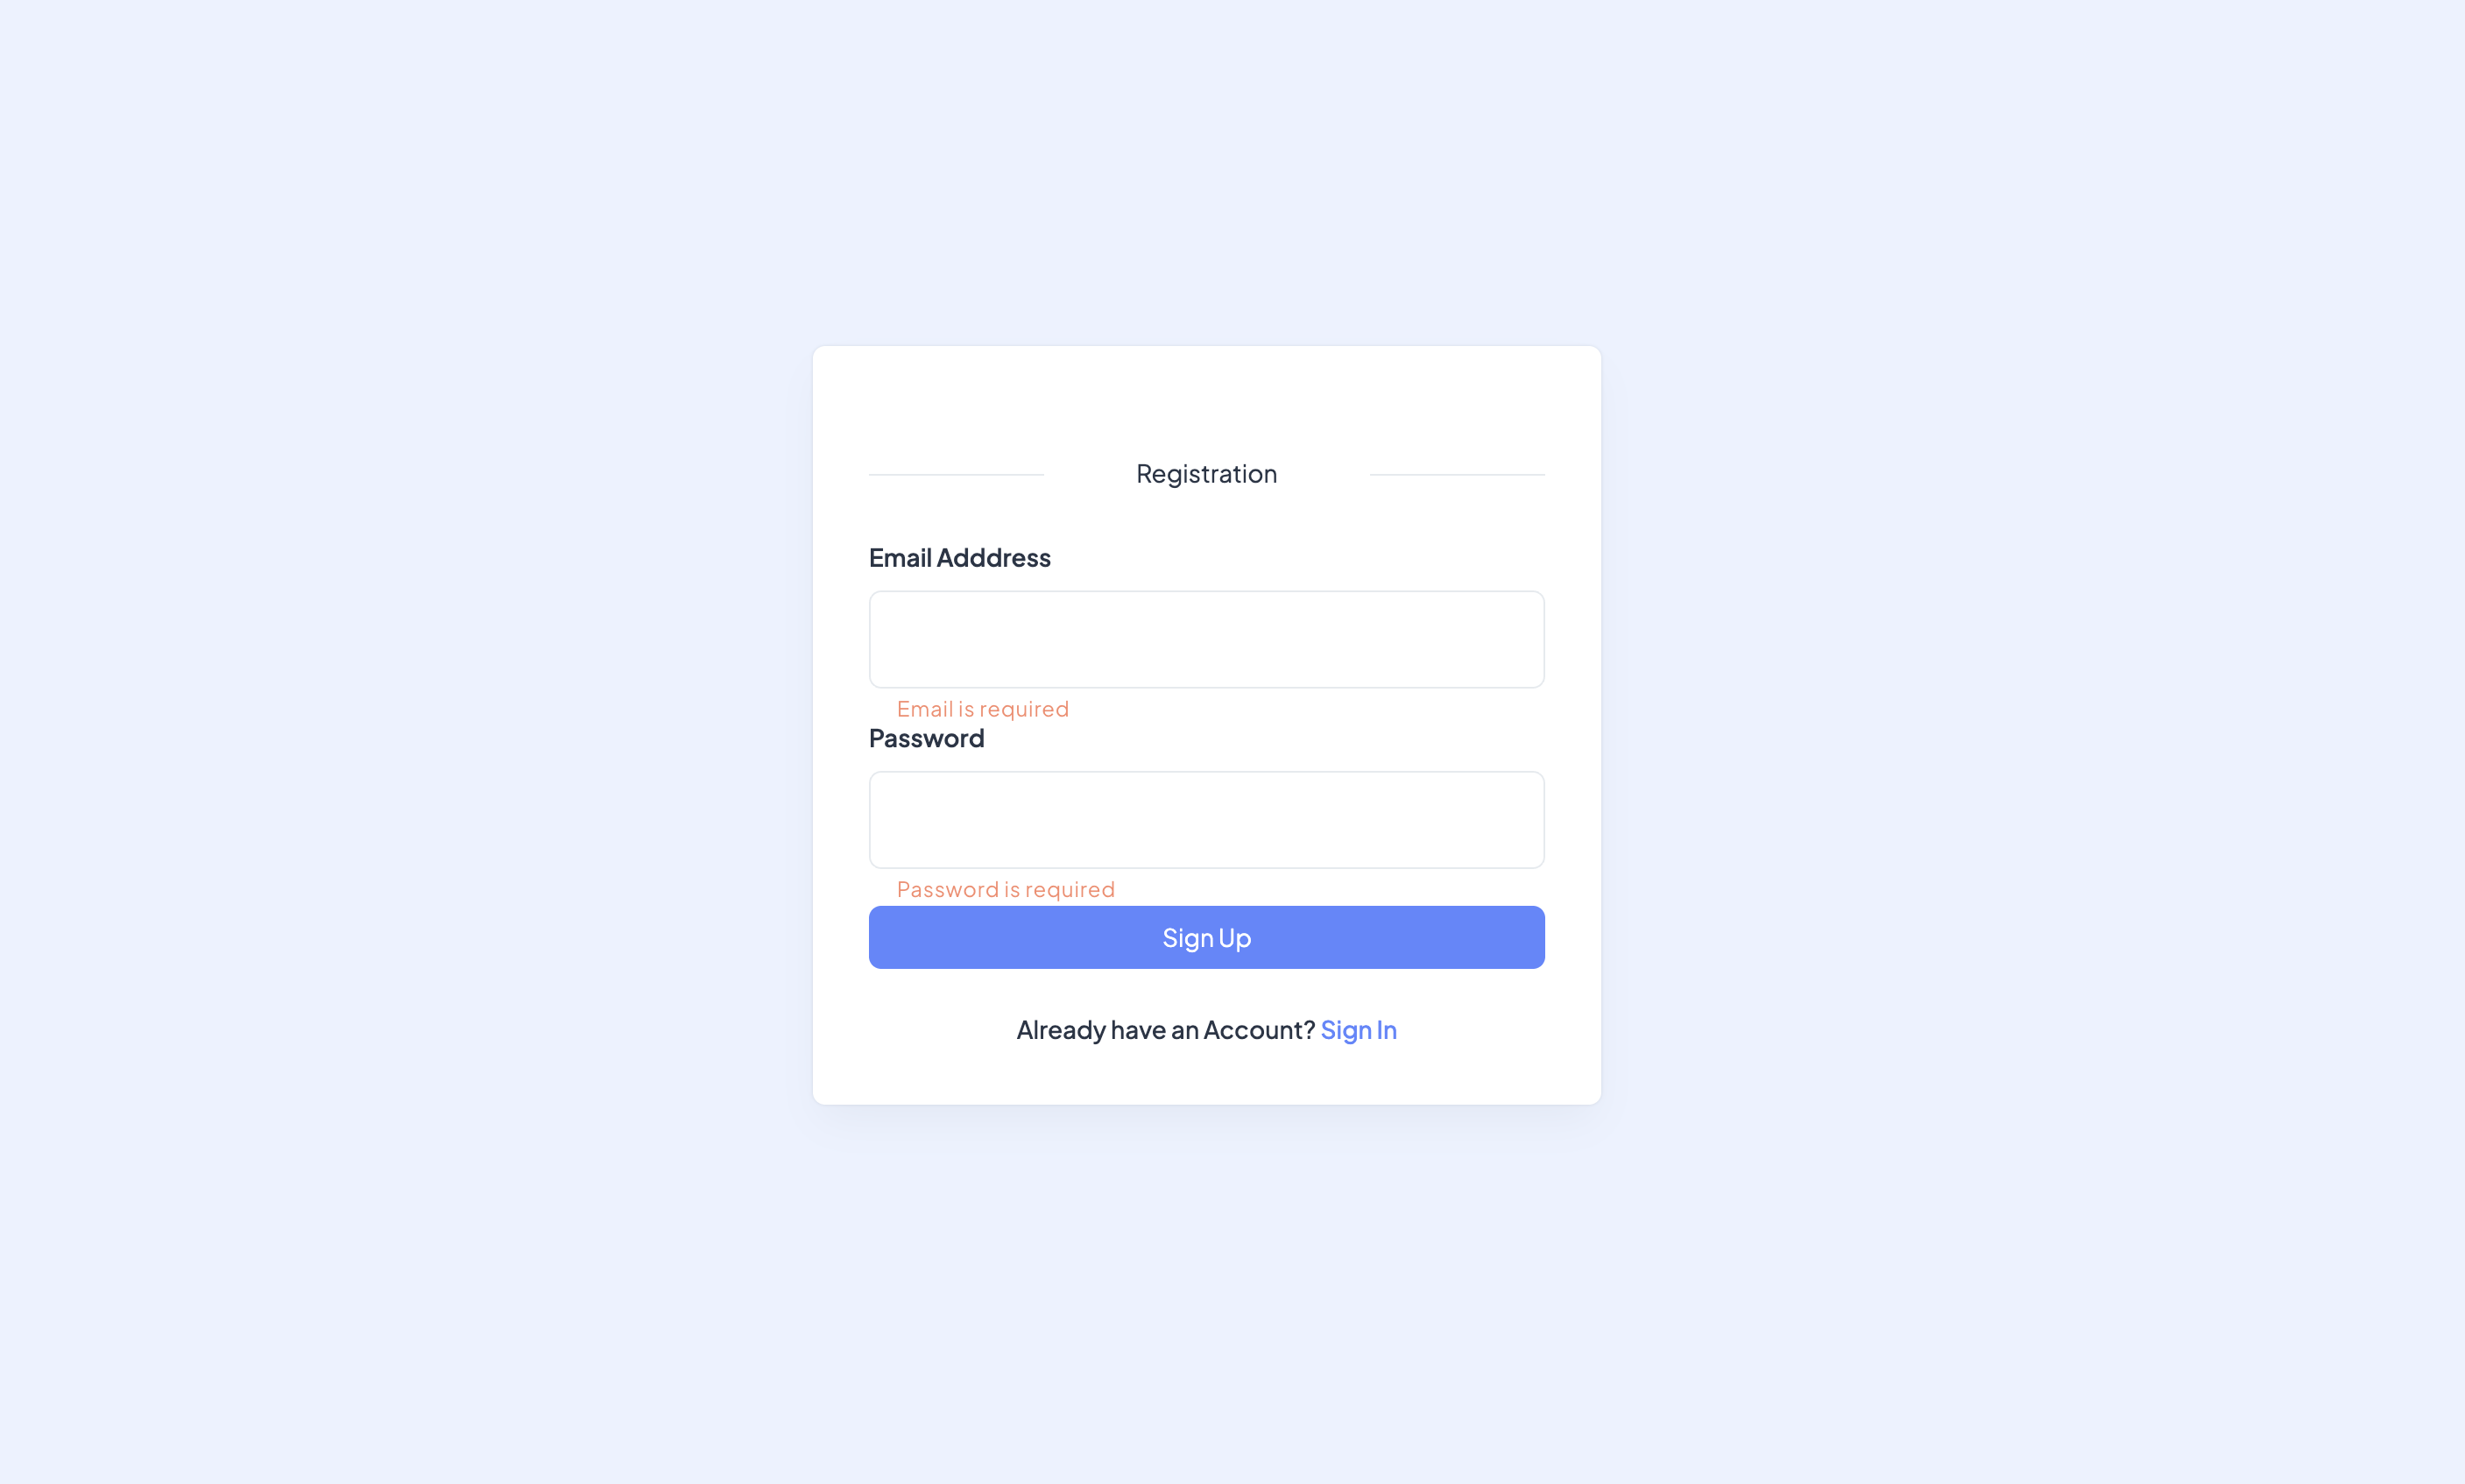 Registration
Email Adddress
Email is required
Password
Password is required
Sign Up
Already have an Account? Sign In